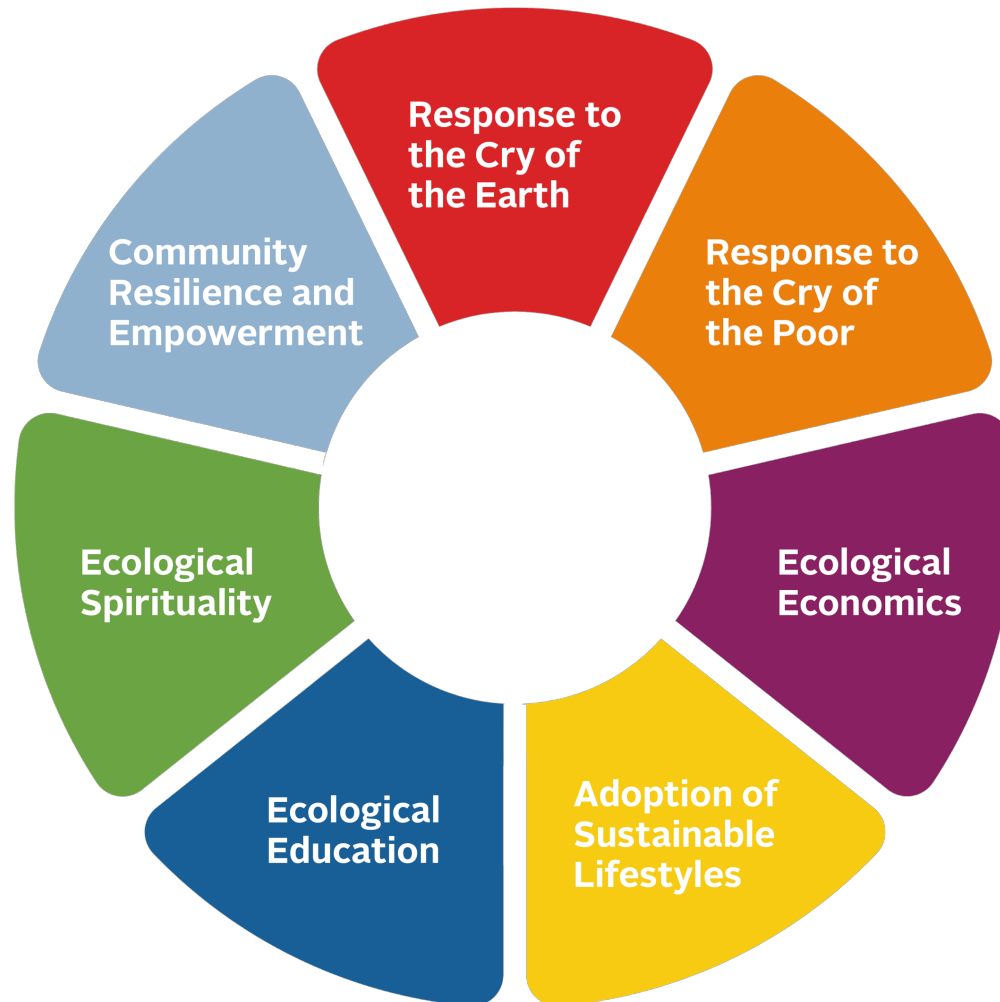 Response to
the Cry of
the Earth
Response to
the Cry of
the Poor
Ecological
Economics
Adoption of
Sustainable
Lifestyles
Ecological
Education
Ecological
Spirituality
Community
Resilience and
Empowerment